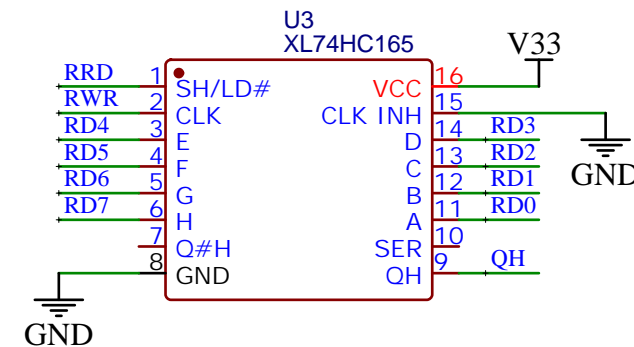 U3
XL74HC165
V33
RRD 1 SH/LD# VCC 16
RWR 2 CLK CLK INH 15
RD4 3 E D 14 RD3
RD5 4 F C 13 RD2
RD6 5 G B 12 RD1
RD7 6 H A 11 RD0
7 Q#H SER 10
8 GND QH 9 QH
GND
GND